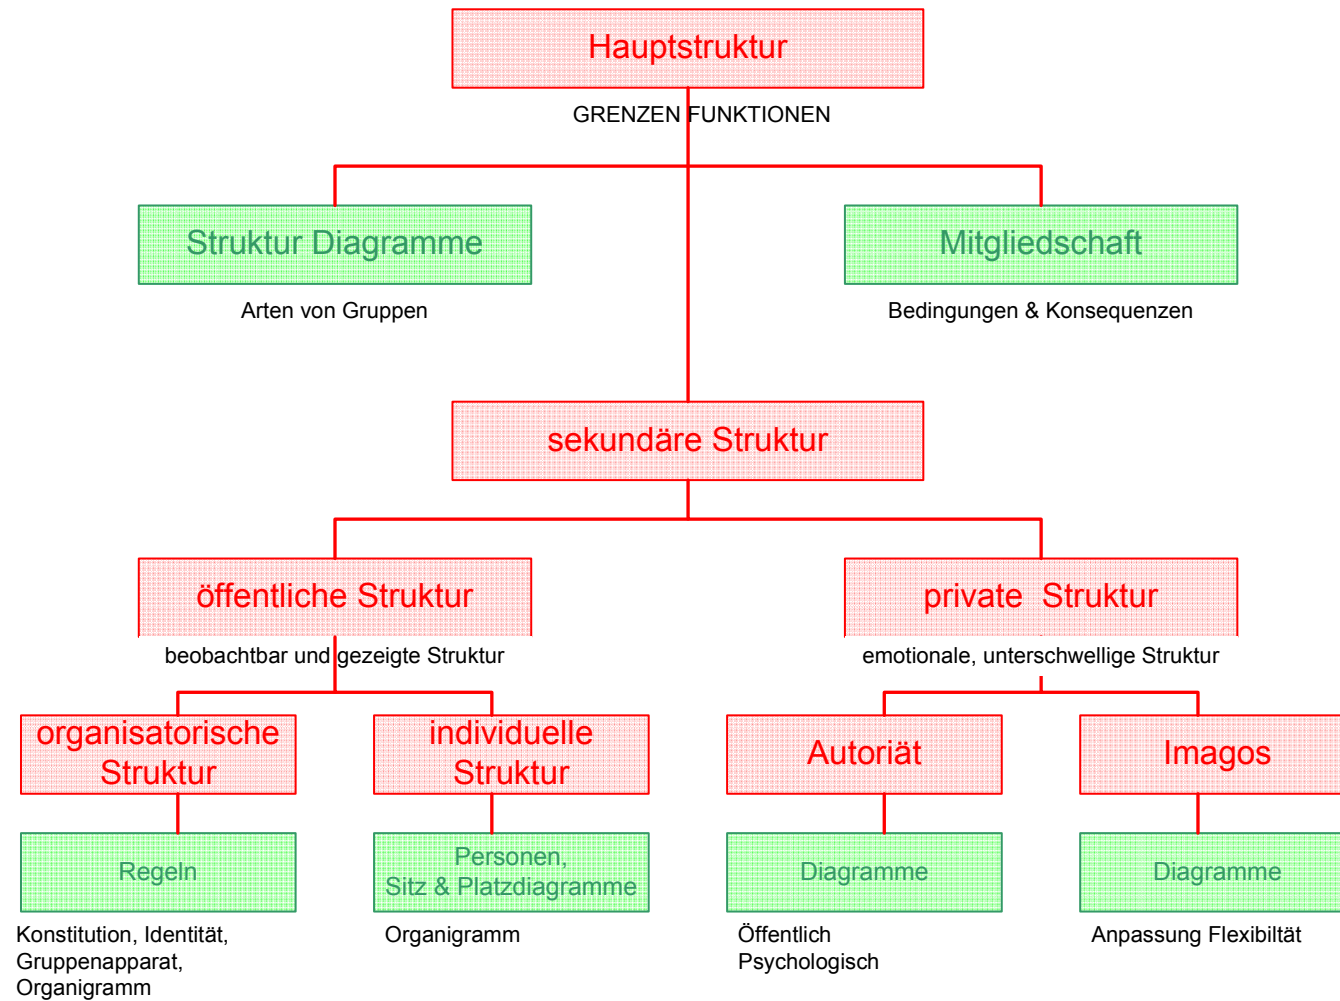 Hauptstruktur
GRENZEN FUNKTIONEN
Struktur Diagramme
Mitgliedschaft
Arten von Gruppen
Bedingungen & Konsequenzen
sekundäre Struktur
öffentliche Struktur
private Struktur
beobachtbar und gezeigte Struktur
emotionale, unterschwellige Struktur
organisatorische
Struktur
individuelle
Struktur
Autoriät
Imagos
Regeln
Personen,
Sitz & Platzdiagramme
Diagramme
Diagramme
Konstitution, Identität,
Gruppenapparat,
Organigramm
Organigramm
Öffentlich
Psychologisch
Anpassung Flexibiltät